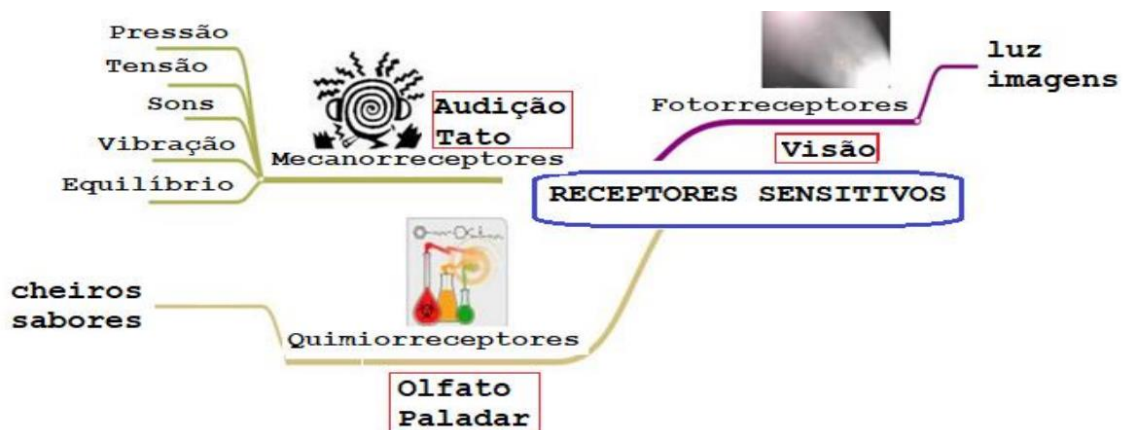 Pressão
Tensão
Sons
Vibração
Equilíbrio
Audição
Tato
Mecanorreceptores
Fotorreceptores
Visão
luz
imagens
RECEPTORES SENSITIVOS
cheiros
sabores
Quimiorreceptores
Olfato
Paladar